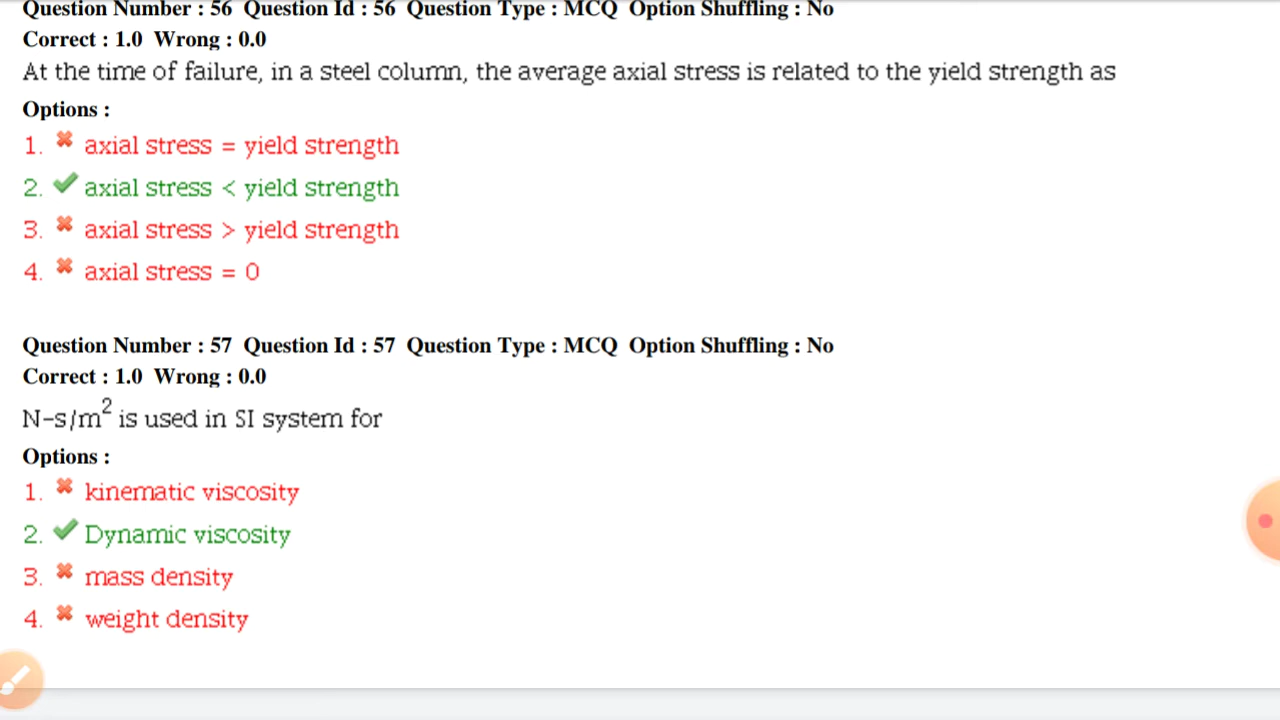 Question Number : 56 Question Id : 56 Question Type : MCQ Option Shuffling : No
Correct : 1.0 Wrong : 0.0
At the time of failure, in a steel column, the average axial stress is related to the yield strength as
Options :
1. ✖ axial stress = yield strength
2. ✔ axial stress < yield strength
3. ✖ axial stress > yield strength
4. ✖ axial stress = 0
Question Number : 57 Question Id : 57 Question Type : MCQ Option Shuffling : No
Correct : 1.0 Wrong : 0.0
N-s/m² is used in SI system for
Options :
1. ✖ kinematic viscosity
2. ✔ Dynamic viscosity
3. ✖ mass density
4. ✖ weight density